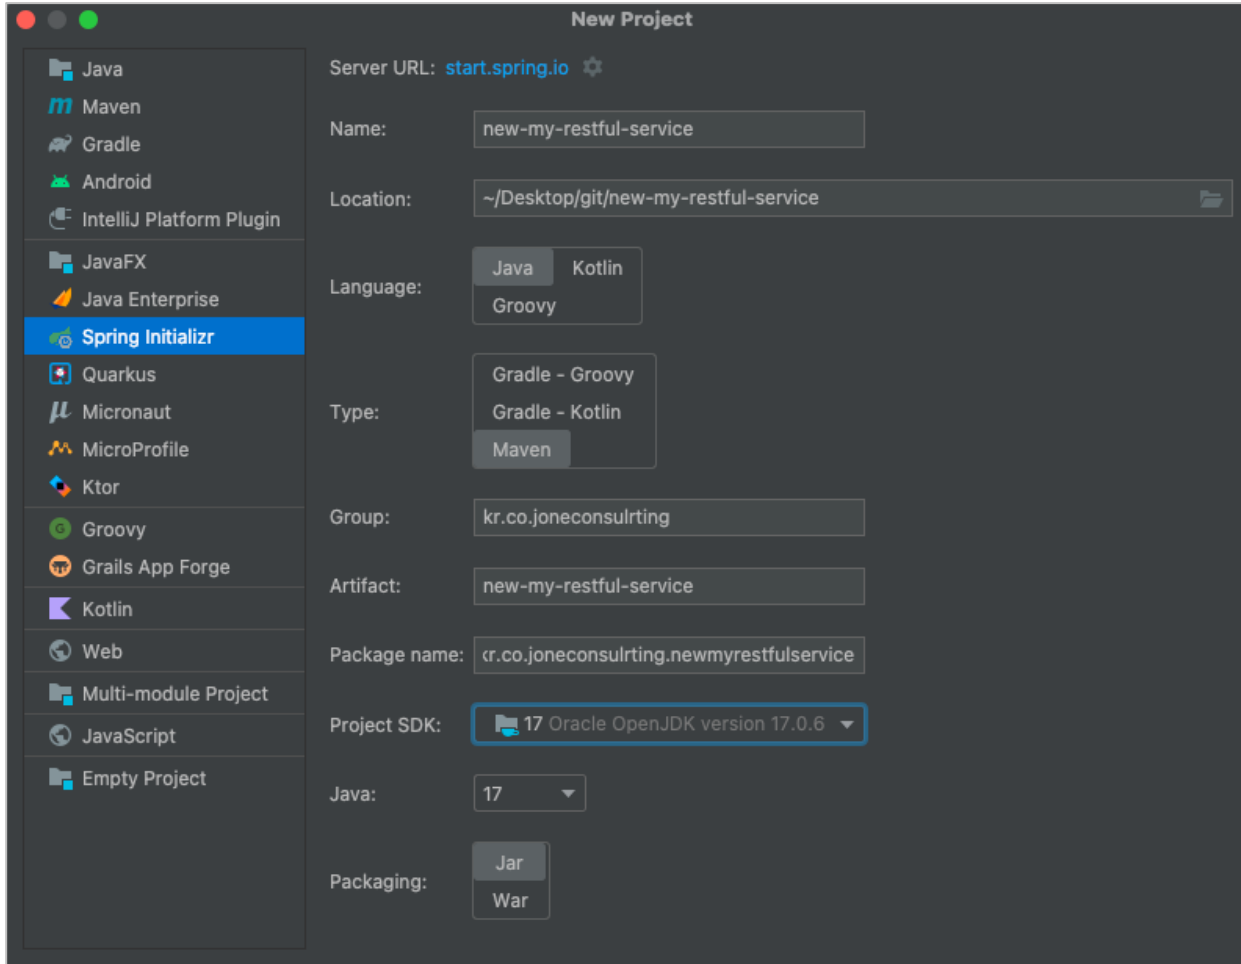 New Project
Java
Maven
Gradle
Android
IntelliJ Platform Plugin
JavaFX
Java Enterprise
Spring Initializr
Quarkus
Micronaut
MicroProfile
Ktor
Groovy
Grails App Forge
Kotlin
Web
Multi-module Project
JavaScript
Empty Project
Server URL: start.spring.io
Name: new-my-restful-service
Location: ~/Desktop/git/new-my-restful-service
Language: Java Kotlin
Groovy
Type: Gradle - Groovy
Gradle - Kotlin
Maven
Group: kr.co.joneconsulrting
Artifact: new-my-restful-service
Package name: kr.co.joneconsulrting.newmyrestfulservice
Project SDK: 17 Oracle OpenJDK version 17.0.6
Java: 17
Packaging: Jar
War